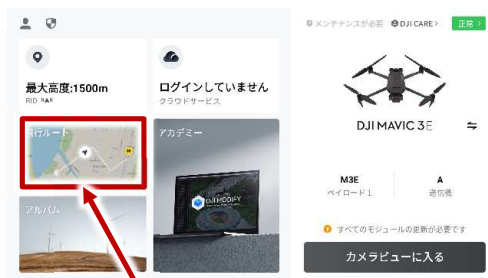 メンテナンスが必要 DJI CARE> 正常 >
最大高度:1500m
RID
ログインしていません
クラウドサービス
DJI MAVIC 3E
飛行ルート
アカデミー
DJI MODIFY
M3E
ペイロード 1
A
送信機
アルバム
すべてのモジュールの更新が必要です
カメラビューに入る